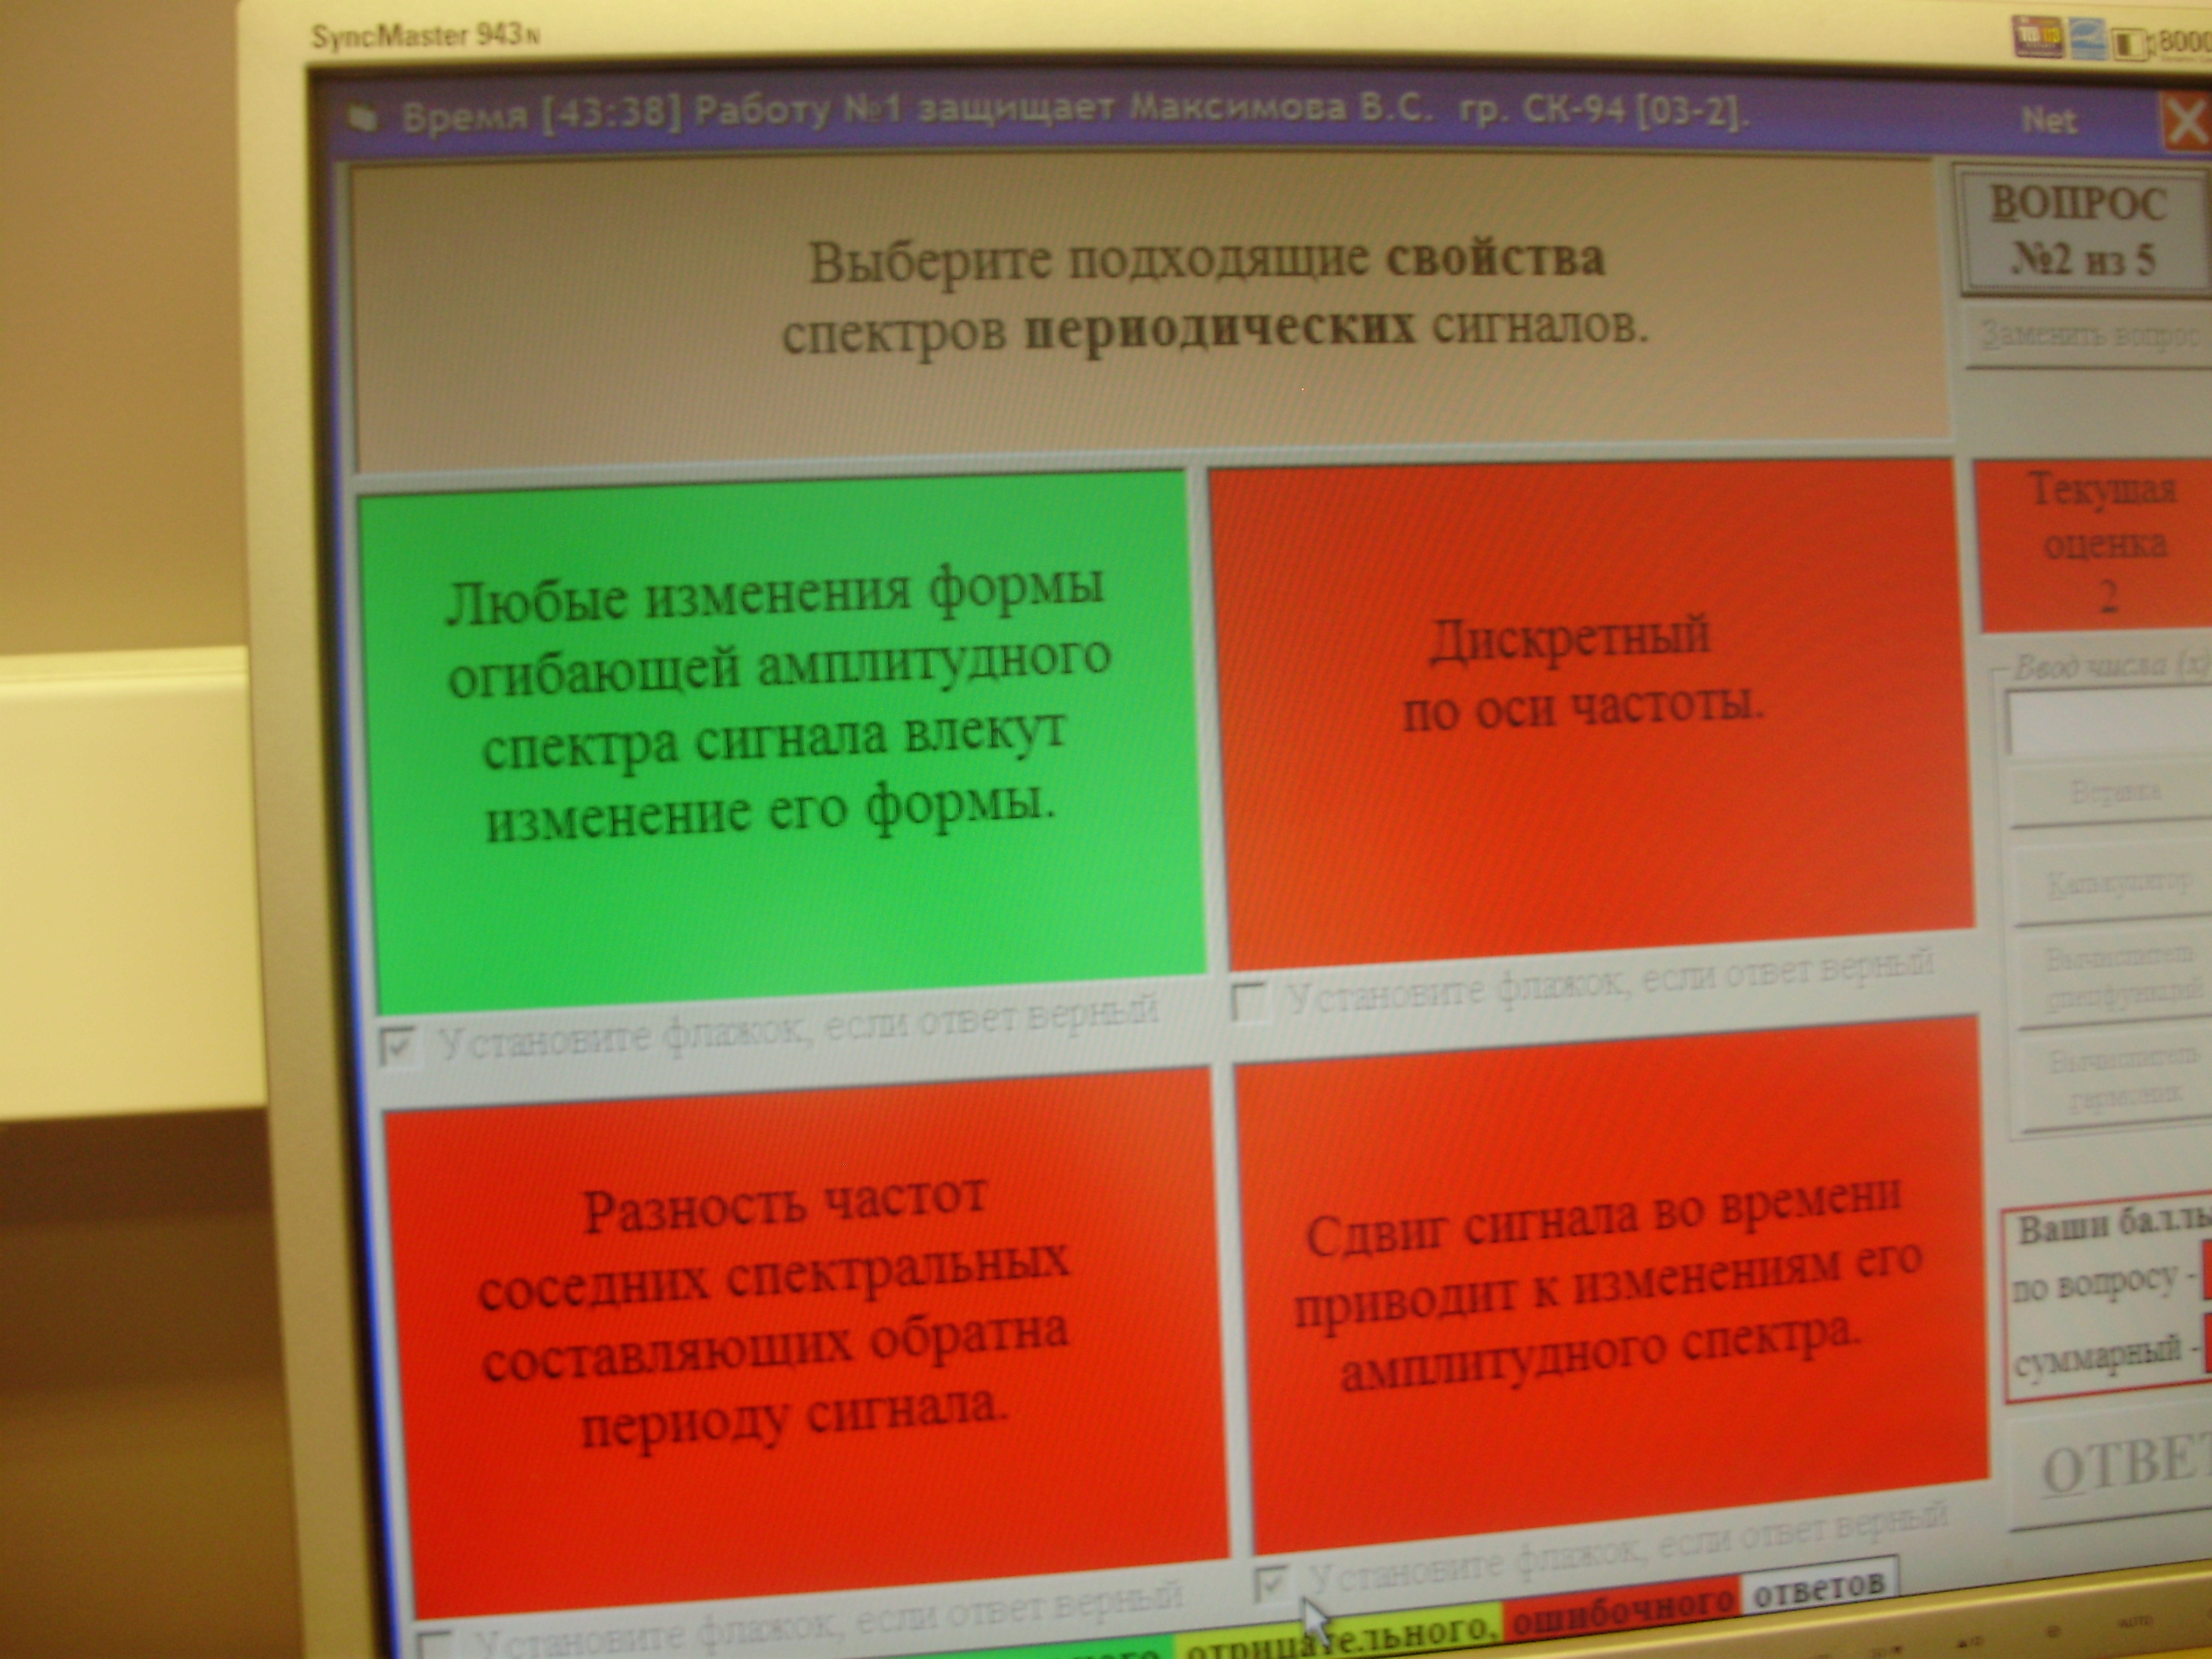 SyncMaster 943N
8000
Время [43:38] Работу №1 защищает Максимова В.С. гр. СК-94 [03-2].
Net
Выберите подходящие свойства
спектров периодических сигналов.
ВОПРОС
№2 из 5
Заменить вопрос
Любые изменения формы
огибающей амплитудного
спектра сигнала влекут
изменение его формы.
Установите флажок, если ответ верный
Дискретный
по оси частоты.
Установите флажок, если ответ верный
Текущая
оценка
2
Ввод числа (x)
Вставка
Калькулятор
Вычислитель
спецфункций
Вычислитель
гармоник
Разность частот
соседних спектральных
составляющих обратна
периоду сигнала.
Установите флажок, если ответ верный
Сдвиг сигнала во времени
приводит к изменениям его
амплитудного спектра.
Установите флажок, если ответ верный
Ваши баллы
по вопросу -
суммарный -
ОТВЕТ
отрицательного, ошибочного ответов
AUTO